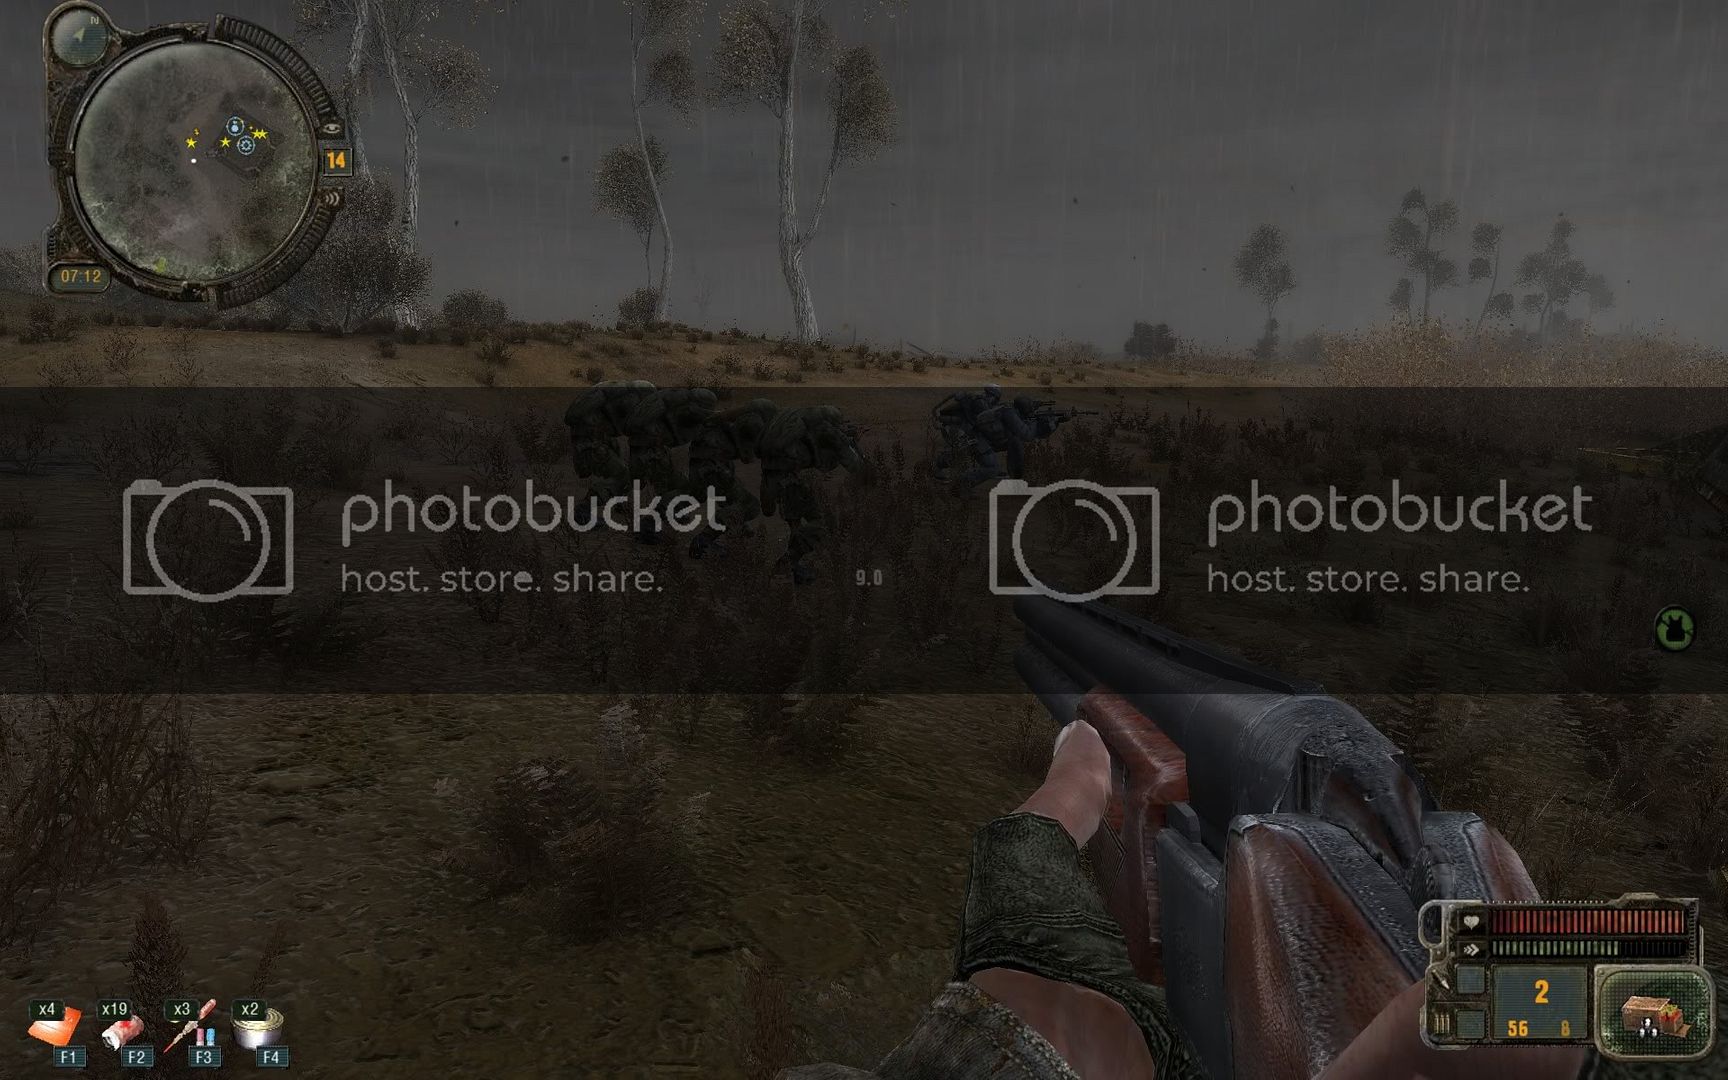 N
14
07:12
photobucket photobucket
host. store. share. host. store. share.
9.0
x4 x19 x3 x2
F1 F2 F3 F4
2
56 8